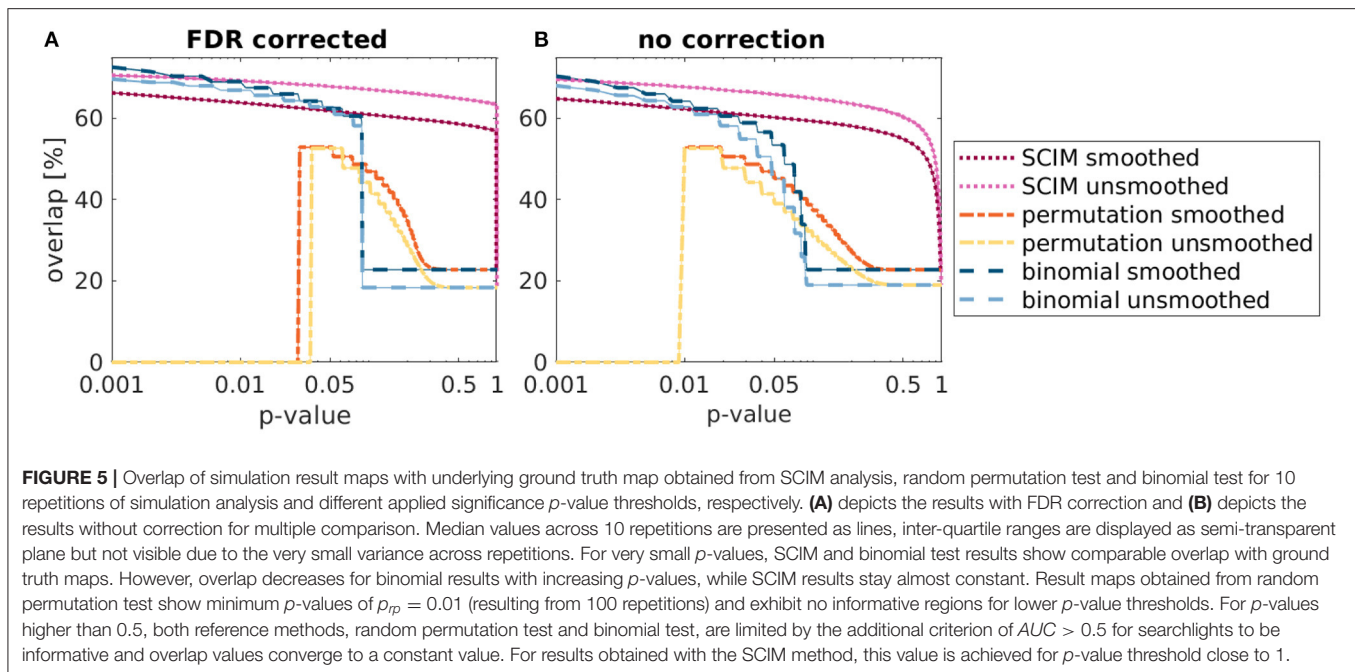 A
FDR corrected
B
no correction
overlap [%]
60
40
20
0
0.001
0.01
0.05
0.5
1
p-value
0.001
0.01
0.05
0.5
1
p-value
SCIM smoothed
SCIM unsmoothed
permutation smoothed
permutation unsmoothed
binomial smoothed
binomial unsmoothed
FIGURE 5 | Overlap of simulation result maps with underlying ground truth map obtained from SCIM analysis, random permutation test and binomial test for 10
repetitions of simulation analysis and different applied significance p-value thresholds, respectively. (A) depicts the results with FDR correction and (B) depicts the
results without correction for multiple comparison. Median values across 10 repetitions are presented as lines, inter-quartile ranges are displayed as semi-transparent
plane but not visible due to the very small variance across repetitions. For very small p-values, SCIM and binomial test results show comparable overlap with ground
truth maps. However, overlap decreases for binomial results with increasing p-values, while SCIM results stay almost constant. Result maps obtained from random
permutation test show minimum p-values of prp = 0.01 (resulting from 100 repetitions) and exhibit no informative regions for lower p-value thresholds. For p-values
higher than 0.5, both reference methods, random permutation test and binomial test, are limited by the additional criterion of AUC > 0.5 for searchlights to be
informative and overlap values converge to a constant value. For results obtained with the SCIM method, this value is achieved for p-value threshold close to 1.